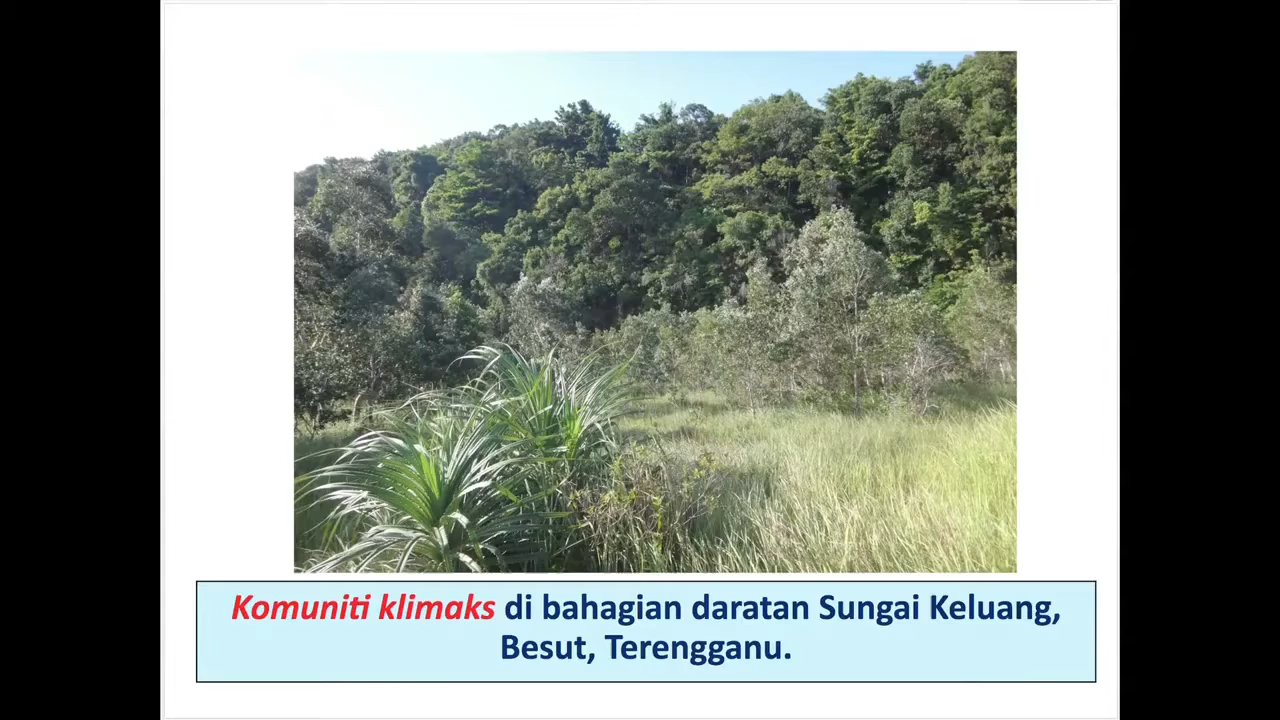 Komuniti klimaks di bahagian daratan Sungai Keluang,
Besut, Terengganu.